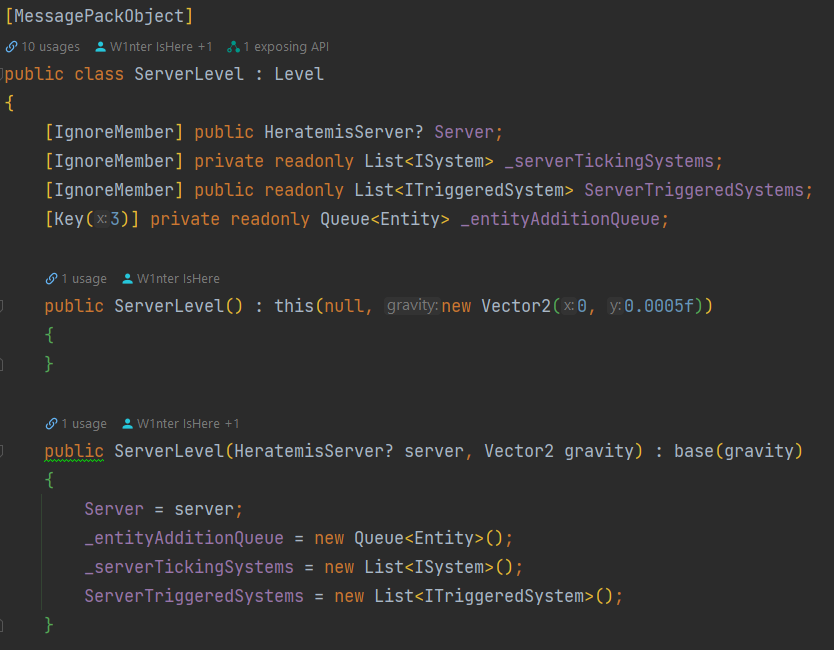 [MessagePackObject]
10 usages W1nter IsHere +1 1 exposing API
public class ServerLevel : Level
{
[IgnoreMember] public HeratemisServer? Server;
[IgnoreMember] private readonly List<ISystem> _serverTickingSystems;
[IgnoreMember] public readonly List<ITriggeredSystem> ServerTriggeredSystems;
[Key(x:3)] private readonly Queue<Entity> _entityAdditionQueue;
1 usage W1nter IsHere
public ServerLevel() : this(null, gravity:new Vector2(x:0, y:0.0005f))
{
}
1 usage W1nter IsHere +1
public ServerLevel(HeratemisServer? server, Vector2 gravity) : base(gravity)
{
Server = server;
_entityAdditionQueue = new Queue<Entity>();
_serverTickingSystems = new List<ISystem>();
ServerTriggeredSystems = new List<ITriggeredSystem>();
}